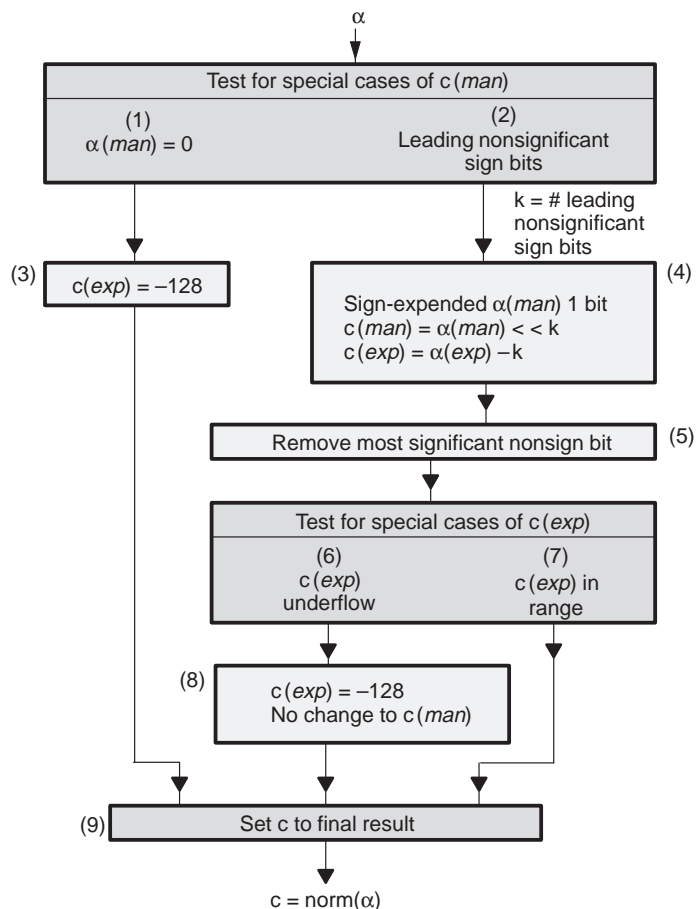 α
Test for special cases of c(man)
(1)
α(man) = 0
(2)
Leading nonsignificant
sign bits
k = # leading
nonsignificant
sign bits
(3)
c(exp) = –128
(4)
Sign-expended α(man) 1 bit
c(man) = α(man) < < k
c(exp) = α(exp) – k
(5)
Remove most significant nonsign bit
Test for special cases of c(exp)
(6)
c(exp)
underflow
(7)
c(exp) in
range
(8)
c(exp) = –128
No change to c(man)
(9)
Set c to final result
c = norm(α)